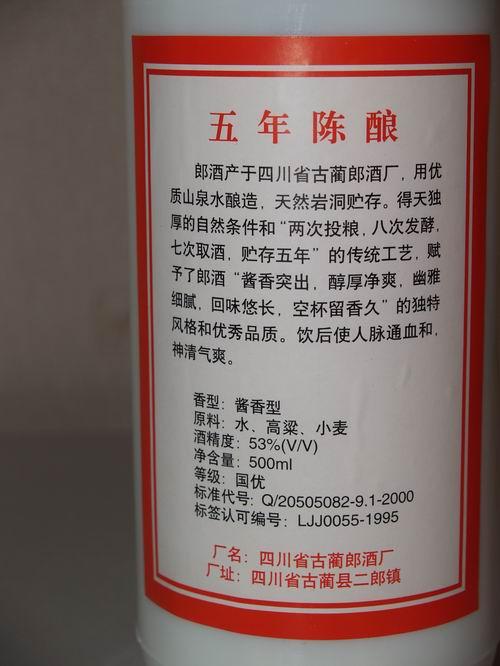 五年陈酿
郎酒产于四川省古蔺郎酒厂，用优
质山泉水酿造，天然岩洞贮存。得天独
厚的自然条件和“两次投粮，八次发酵，
七次取酒，贮存五年”的传统工艺，赋
予了郎酒“酱香突出，醇厚净爽，幽雅
细腻，回味悠长，空杯留香久”的独特
风格和优秀品质。饮后使人脉通血和，
神清气爽。
香型：酱香型
原料：水、高粱、小麦
酒精度：53%(V/V)
净含量：500ml
等级：国优
标准代号：Q/20505082-9.1-2000
标签认可编号：LJJ0055-1995
厂名：四川省古蔺郎酒厂
厂址：四川省古蔺县二郎镇